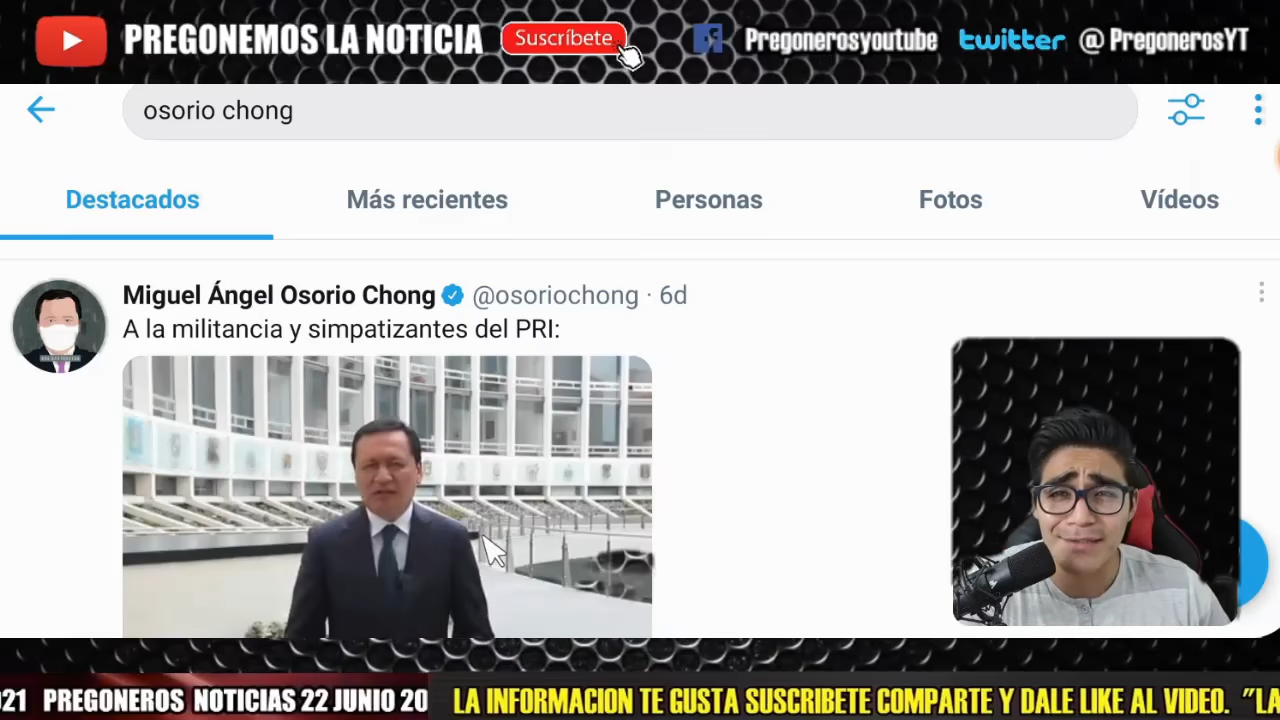 PREGONEMOS LA NOTICIA
Suscríbete
Pregonerosyoutube
twitter
@ PregonerosYT
osorio chong
Destacados
Más recientes
Personas
Fotos
Vídeos
Miguel Ángel Osorio Chong @osoriochong · 6d
A la militancia y simpatizantes del PRI:
021 PREGONEROS NOTICIAS 22 JUNIO 20
LA INFORMACION TE GUSTA SUSCRIBETE COMPARTE Y DALE LIKE AL VIDEO. "LA